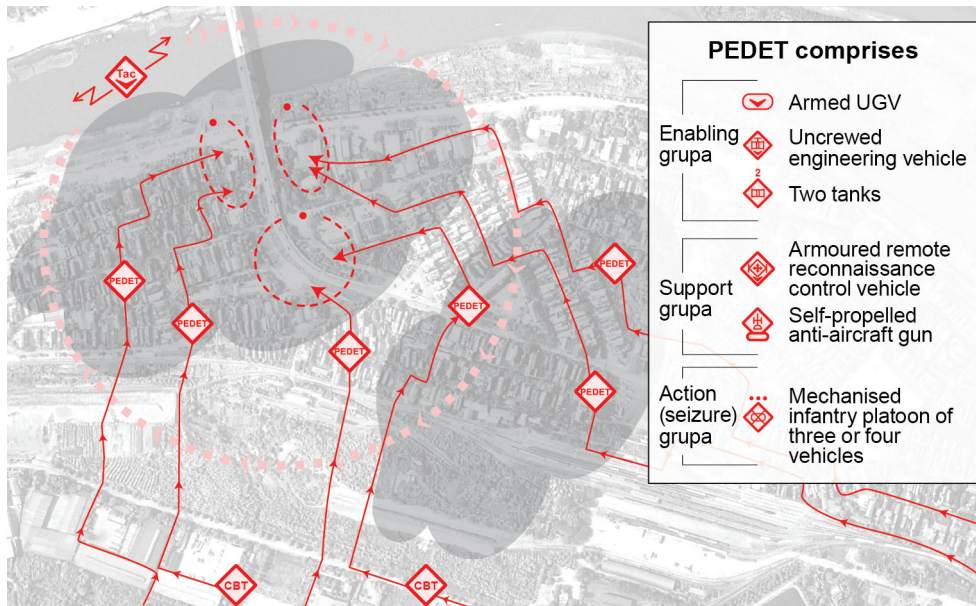 Tac
PEDET
PEDET
PEDET
PEDET
PEDET
PEDET
CBT
CBT
PEDET comprises
Enabling
grupa
Armed UGV
Uncrewed
engineering vehicle
2
Two tanks
Support
grupa
Armoured remote
reconnaissance
control vehicle
Self-propelled
anti-aircraft gun
Action
(seizure)
grupa
Mechanised
infantry platoon of
three or four
vehicles